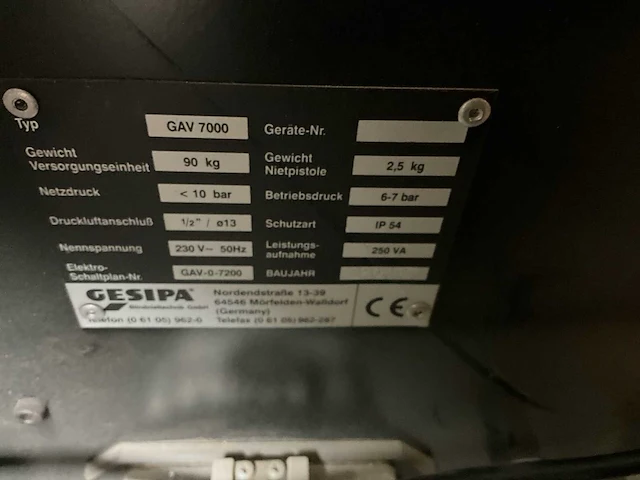 Typ GAV 7000 Geräte-Nr.
Gewicht Versorgungseinheit 90 kg Gewicht Nietpistole 2,5 kg
Netzdruck < 10 bar Betriebsdruck 6-7 bar
Druckluftanschluß 1/2" / ø13 Schutzart IP 54
Nennspannung 230 V~ 50Hz Leistungs-aufnahme 250 VA
Elektro-Schaltplan-Nr. GAV-0-7200 BAUJAHR
GESIPA Nordendstraße 13-39
Blindniettechnik GmbH 64546 Mörfelden-Walldorf
(Germany)
Telefon (0 61 05) 962-0 Telefax (0 61 05) 962-287
CE